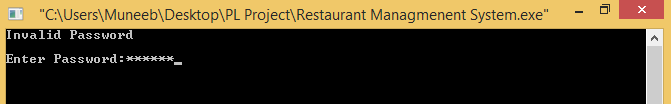 "C:\Users\Muneeb\Desktop\PL Project\Restaurant Managmenent System.exe"
Invalid Password
Enter Password:******_